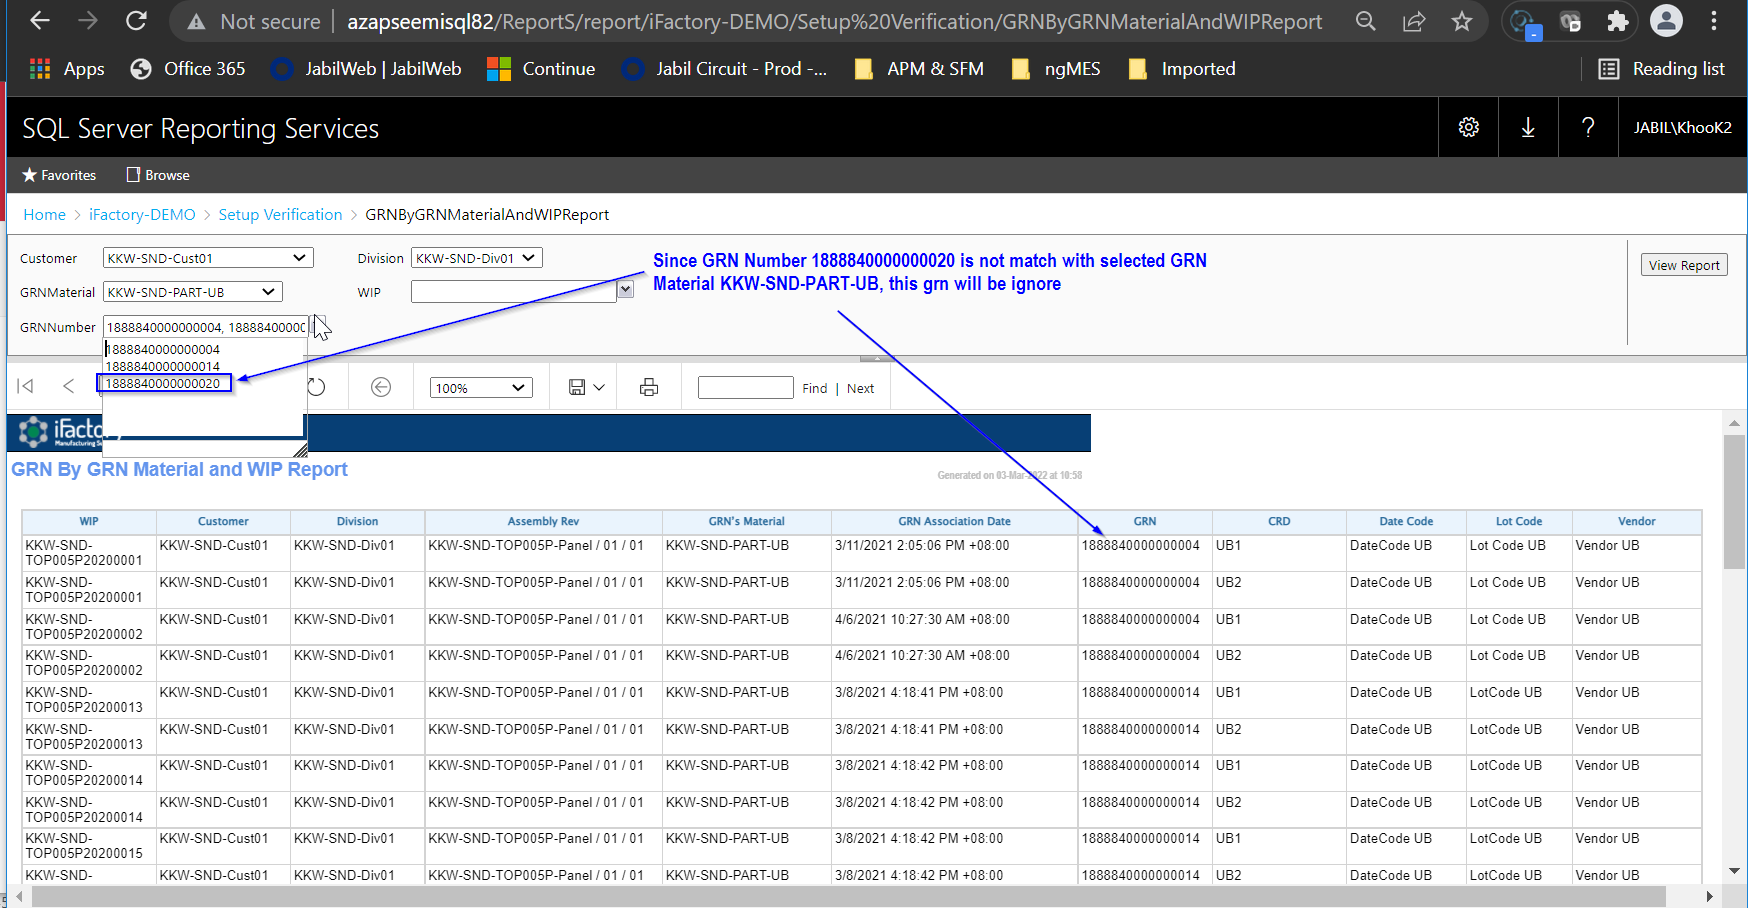 Not secure | azapseemisql82/ReportS/report/iFactory-DEMO/Setup%20Verification/GRNByGRNMaterialAndWIPReport
Apps Office 365 JabilWeb | JabilWeb Continue Jabil Circuit - Prod -... APM & SFM ngMES Imported Reading list
SQL Server Reporting Services ? JABIL\KhooK2
Favorites Browse
Home > iFactory-DEMO > Setup Verification > GRNByGRNMaterialAndWIPReport
Customer KKW-SND-Cust01 Division KKW-SND-Div01
Since GRN Number 1888840000000020 is not match with selected GRN
Material KKW-SND-PART-UB, this grn will be ignore
View Report
GRNMaterial KKW-SND-PART-UB WIP
GRNNumber 1888840000000004, 188884000
1888840000000004
1888840000000014
1888840000000020
100% Find | Next
iFactory
Manufacturing
GRN By GRN Material and WIP Report
Generated on 03-Mar-2022 at 10:58
WIP Customer Division Assembly Rev GRN's Material GRN Association Date GRN CRD Date Code Lot Code Vendor
KKW-SND- KKW-SND-Cust01 KKW-SND-Div01 KKW-SND-TOP005P-Panel / 01 / 01 KKW-SND-PART-UB 3/11/2021 2:05:06 PM +08:00 1888840000000004 UB1 DateCode UB Lot Code UB Vendor UB
TOP005P20200001
KKW-SND- KKW-SND-Cust01 KKW-SND-Div01 KKW-SND-TOP005P-Panel / 01 / 01 KKW-SND-PART-UB 3/11/2021 2:05:06 PM +08:00 1888840000000004 UB2 DateCode UB Lot Code UB Vendor UB
TOP005P20200001
KKW-SND- KKW-SND-Cust01 KKW-SND-Div01 KKW-SND-TOP005P-Panel / 01 / 01 KKW-SND-PART-UB 4/6/2021 10:27:30 AM +08:00 1888840000000004 UB1 DateCode UB Lot Code UB Vendor UB
TOP005P20200002
KKW-SND- KKW-SND-Cust01 KKW-SND-Div01 KKW-SND-TOP005P-Panel / 01 / 01 KKW-SND-PART-UB 4/6/2021 10:27:30 AM +08:00 1888840000000004 UB2 DateCode UB Lot Code UB Vendor UB
TOP005P20200002
KKW-SND- KKW-SND-Cust01 KKW-SND-Div01 KKW-SND-TOP005P-Panel / 01 / 01 KKW-SND-PART-UB 3/8/2021 4:18:41 PM +08:00 1888840000000014 UB1 DateCode UB LotCode UB Vendor UB
TOP005P20200013
KKW-SND- KKW-SND-Cust01 KKW-SND-Div01 KKW-SND-TOP005P-Panel / 01 / 01 KKW-SND-PART-UB 3/8/2021 4:18:41 PM +08:00 1888840000000014 UB2 DateCode UB LotCode UB Vendor UB
TOP005P20200013
KKW-SND- KKW-SND-Cust01 KKW-SND-Div01 KKW-SND-TOP005P-Panel / 01 / 01 KKW-SND-PART-UB 3/8/2021 4:18:42 PM +08:00 1888840000000014 UB1 DateCode UB LotCode UB Vendor UB
TOP005P20200014
KKW-SND- KKW-SND-Cust01 KKW-SND-Div01 KKW-SND-TOP005P-Panel / 01 / 01 KKW-SND-PART-UB 3/8/2021 4:18:42 PM +08:00 1888840000000014 UB2 DateCode UB LotCode UB Vendor UB
TOP005P20200014
KKW-SND- KKW-SND-Cust01 KKW-SND-Div01 KKW-SND-TOP005P-Panel / 01 / 01 KKW-SND-PART-UB 3/8/2021 4:18:42 PM +08:00 1888840000000014 UB1 DateCode UB LotCode UB Vendor UB
TOP005P20200015
KKW-SND- KKW-SND-Cust01 KKW-SND-Div01 KKW-SND-TOP005P-Panel / 01 / 01 KKW-SND-PART-UB 3/8/2021 4:18:42 PM +08:00 1888840000000014 UB2 DateCode UB LotCode UB Vendor UB